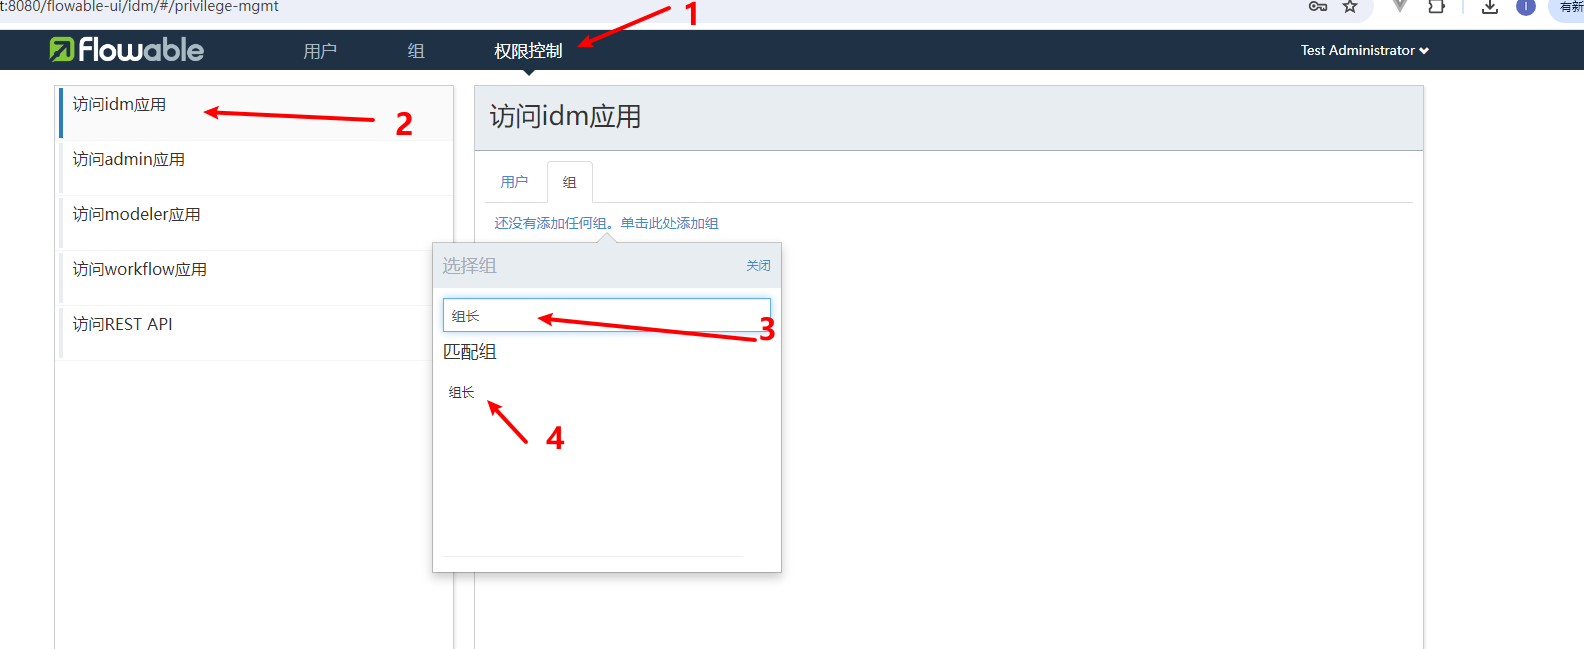 t:8080/flowable-ui/idm/#/privilege-mgmt
有新
1
flowable 用户 组 权限控制 Test Administrator
访问idm应用
2
访问admin应用
访问modeler应用
访问workflow应用
访问REST API
访问idm应用
用户 组
还没有添加任何组。单击此处添加组
选择组 关闭
组长
3
匹配组
组长
4